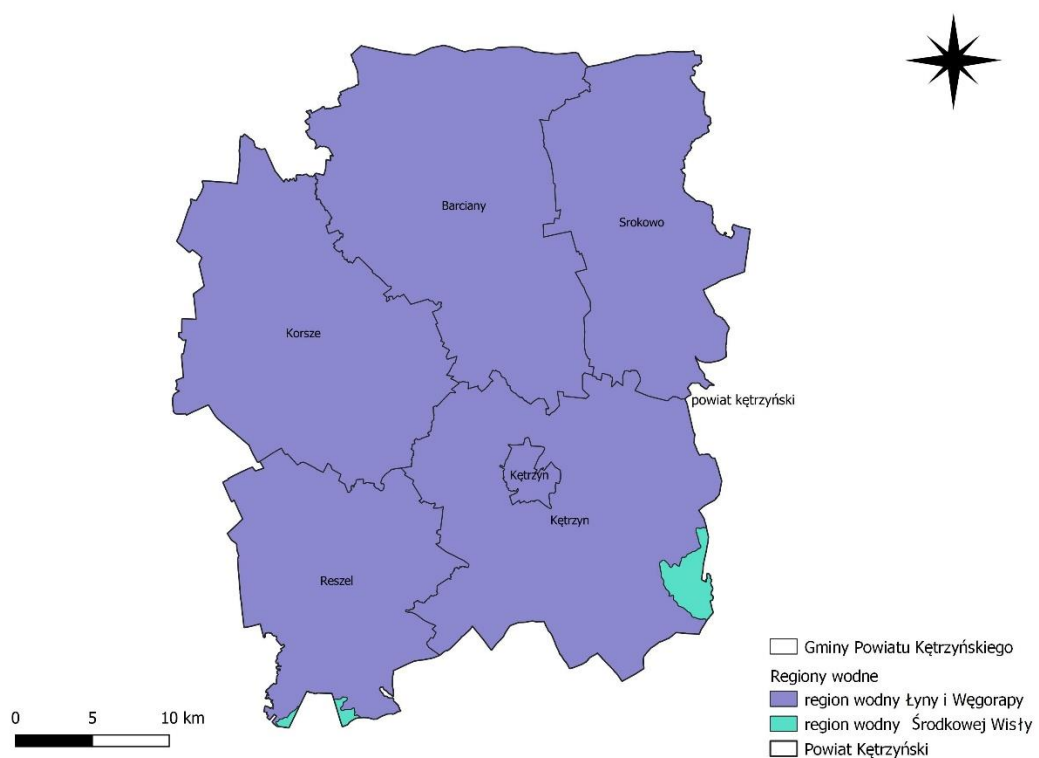 Barciany
Srokowo
Korsze
powiat kętrzyński
Kętrzyn
Kętrzyn
Reszel
Gminy Powiatu Kętrzyńskiego
Regiony wodne
region wodny Łyny i Węgorapy
region wodny Środkowej Wisły
Powiat Kętrzyński
0 5 10 km